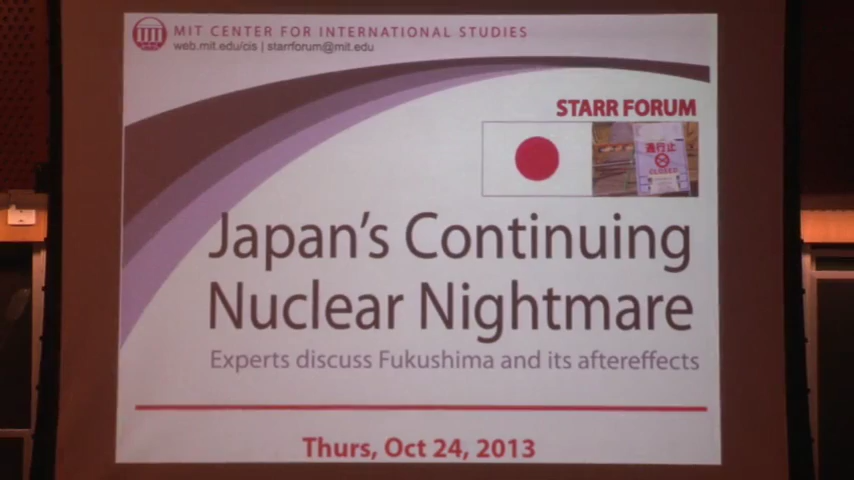 MIT CENTER FOR INTERNATIONAL STUDIES
web.mit.edu/cis | starrforum@mit.edu
STARR FORUM
通行止
CLOSED
Japan's Continuing
Nuclear Nightmare
Experts discuss Fukushima and its aftereffects
Thurs, Oct 24, 2013